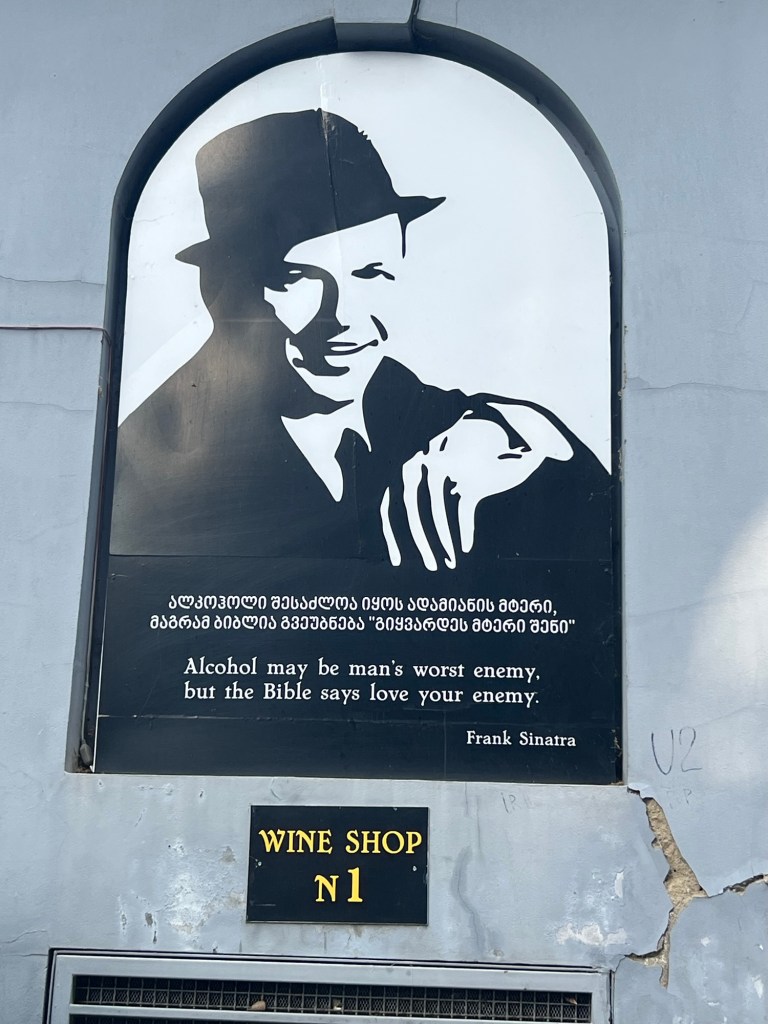 ალკოჰოლი შესაძლოა იყოს ადამიანის მტერი,
მაგრამ ბიბლია გვეუბნება "გიყვარდეს მტერი შენი"
Alcohol may be man's worst enemy,
but the Bible says love your enemy.
Frank Sinatra
U2
WINE SHOP
N1